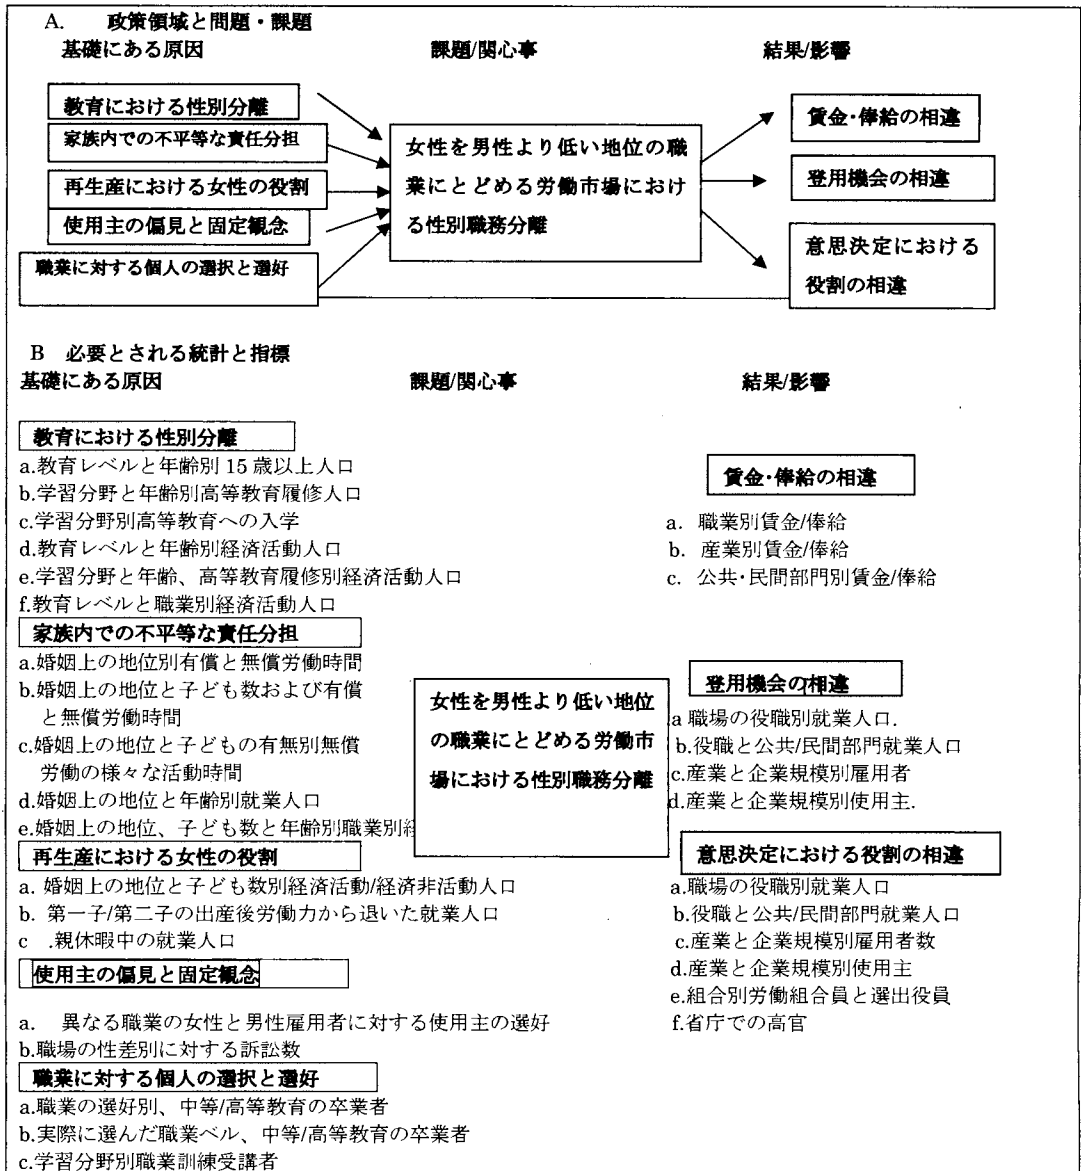 A. 政策領域と問題・課題
基礎にある原因 課題/関心事 結果/影響
教育における性別分離
家族内での不平等な責任分担
再生産における女性の役割
使用主の偏見と固定観念
職業に対する個人の選択と選好
女性を男性より低い地位の職
業にとどめる労働市場におけ
る性別職務分離
賃金・俸給の相違
登用機会の相違
意思決定における
役割の相違
B 必要とされる統計と指標
基礎にある原因 課題/関心事 結果/影響
教育における性別分離
a.教育レベルと年齢別 15 歳以上人口
b.学習分野と年齢別高等教育履修人口
c.学習分野別高等教育への入学
d.教育レベルと年齢別経済活動人口
e.学習分野と年齢、高等教育履修別経済活動人口
f.教育レベルと職業別経済活動人口
家族内での不平等な責任分担
a.婚姻上の地位別有償と無償労働時間
b.婚姻上の地位と子ども数および有償
と無償労働時間
c.婚姻上の地位と子どもの有無別無償
労働の様々な活動時間
d.婚姻上の地位と年齢別就業人口
e.婚姻上の地位、子ども数と年齢別職業別
再生産における女性の役割
a. 婚姻上の地位と子ども数別経済活動/経済非活動人口
b. 第一子/第二子の出産後労働力から退いた就業人口
c .親休暇中の就業人口
使用主の偏見と固定観念
a. 異なる職業の女性と男性雇用者に対する使用主の選好
b.職場の性差別に対する訴訟数
職業に対する個人の選択と選好
a.職業の選好別、中等/高等教育の卒業者
b.実際に選んだ職業ベル、中等/高等教育の卒業者
c.学習分野別職業訓練受講者
女性を男性より低い地位
の職業にとどめる労働市
場における性別職務分離
賃金・俸給の相違
a. 職業別賃金/俸給
b. 産業別賃金/俸給
c. 公共・民間部門別賃金/俸給
登用機会の相違
a 職場の役職別就業人口.
b.役職と公共/民間部門就業人口
c.産業と企業規模別雇用者
d.産業と企業規模別使用主.
意思決定における役割の相違
a.職場の役職別就業人口
b.役職と公共/民間部門就業人口
c.産業と企業規模別雇用者数
d.産業と企業規模別使用主
e.組合別労働組合員と選出役員
f.省庁での高官